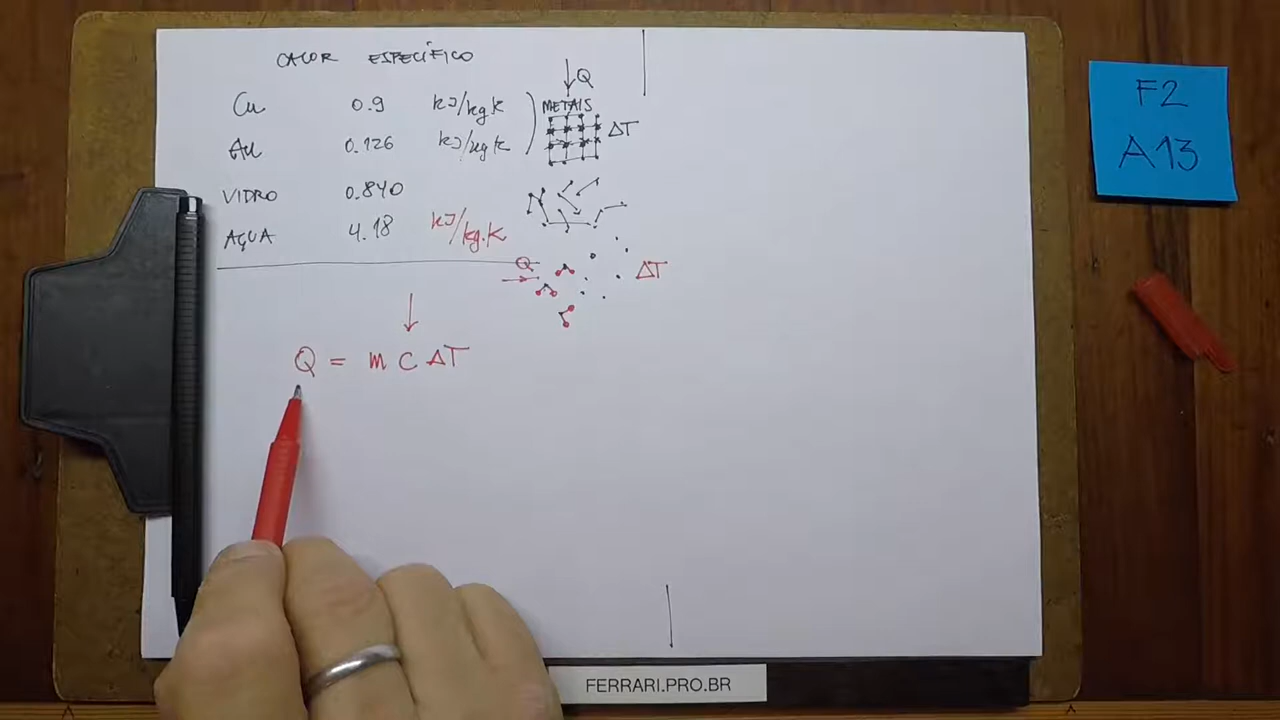 CALOR ESPECÍFICO
Cu 0.9 kJ/kg K
Au 0.126 kJ/kg K
VIDRO 0.840
AGUA 4.18 kJ/kg.K
Q
METAIS
ΔT
Q
ΔT
Q = m c ΔT
F2
A13
FERRARI.PRO.BR